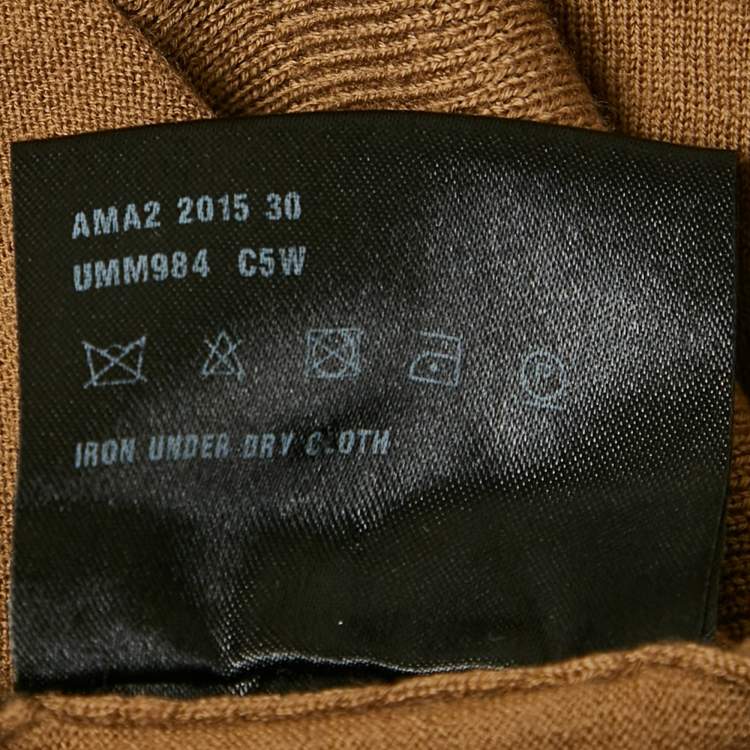 AMA2 2015 30
UMM984 C5W
P
IRON UNDER DRY CLOTH